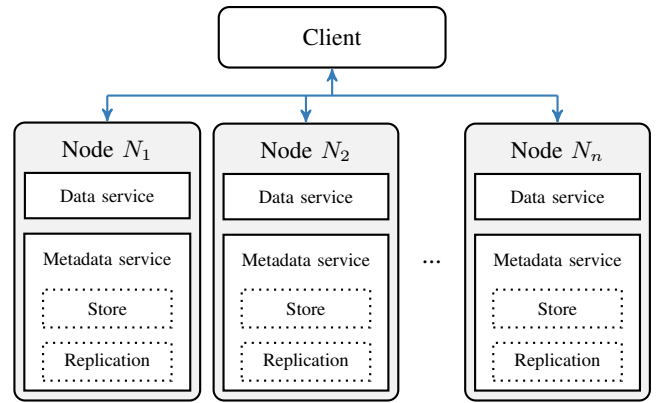 Client
Node N1
Data service
Metadata service
Store
Replication
Node N2
Data service
Metadata service
Store
Replication
...
Node Nn
Data service
Metadata service
Store
Replication